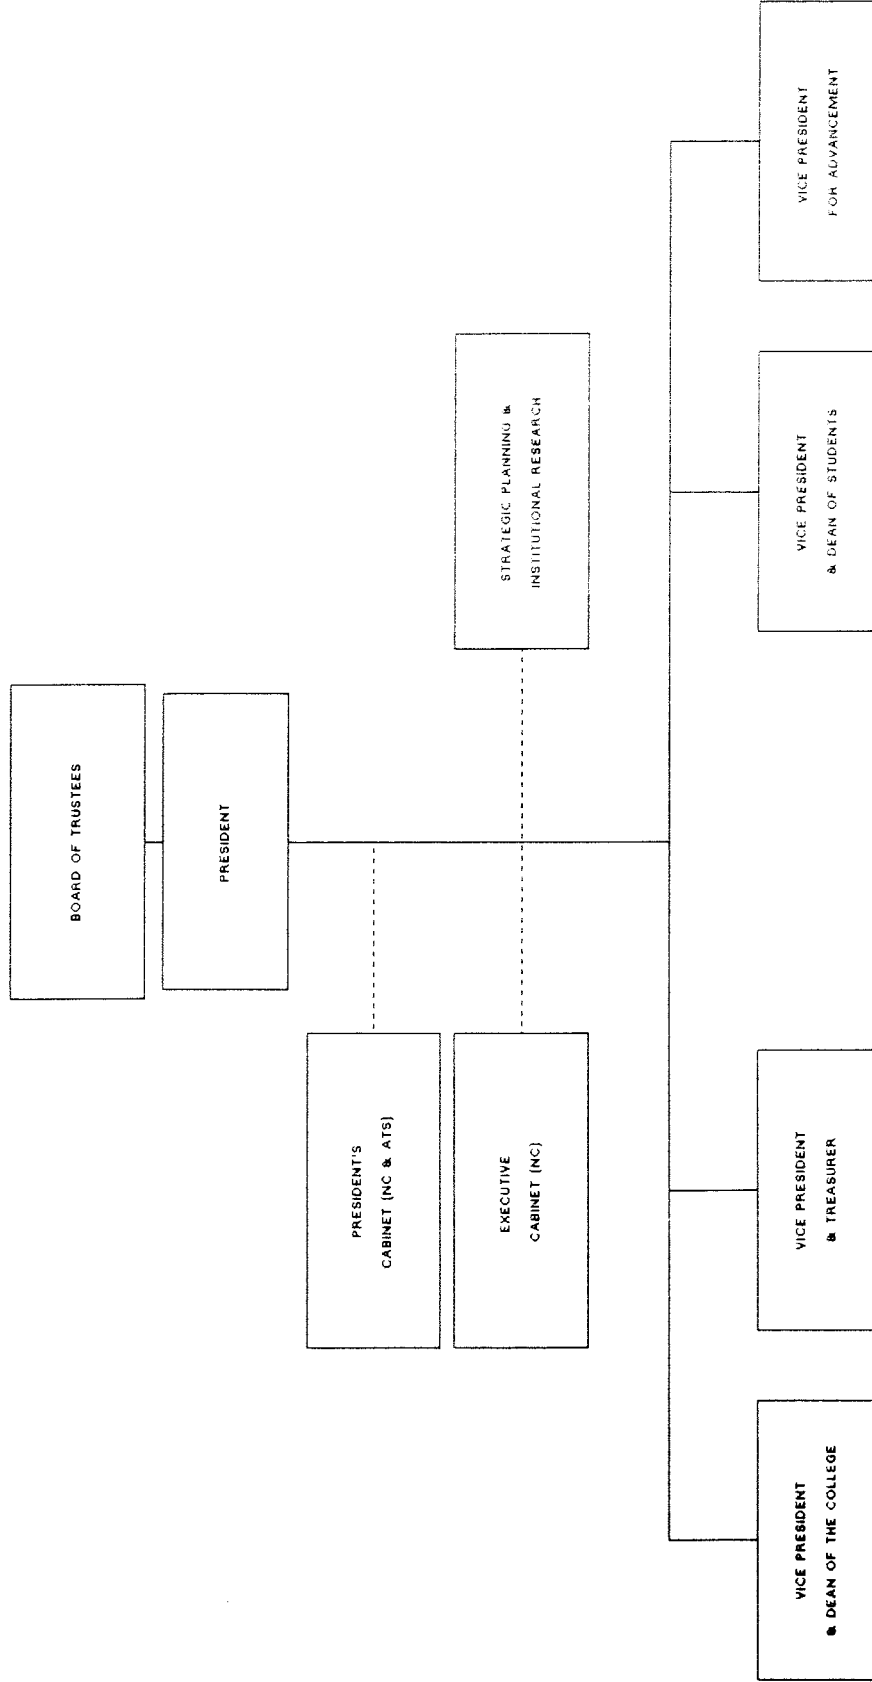 BOARD OF TRUSTEES
PRESIDENT
PRESIDENT'S
CABINET (NC & ATS)
EXECUTIVE
CABINET (NC)
STRATEGIC PLANNING &
INSTITUTIONAL RESEARCH
VICE PRESIDENT
& DEAN OF THE COLLEGE
VICE PRESIDENT
& TREASURER
VICE PRESIDENT
& DEAN OF STUDENTS
VICE PRESIDENT
FOR ADVANCEMENT